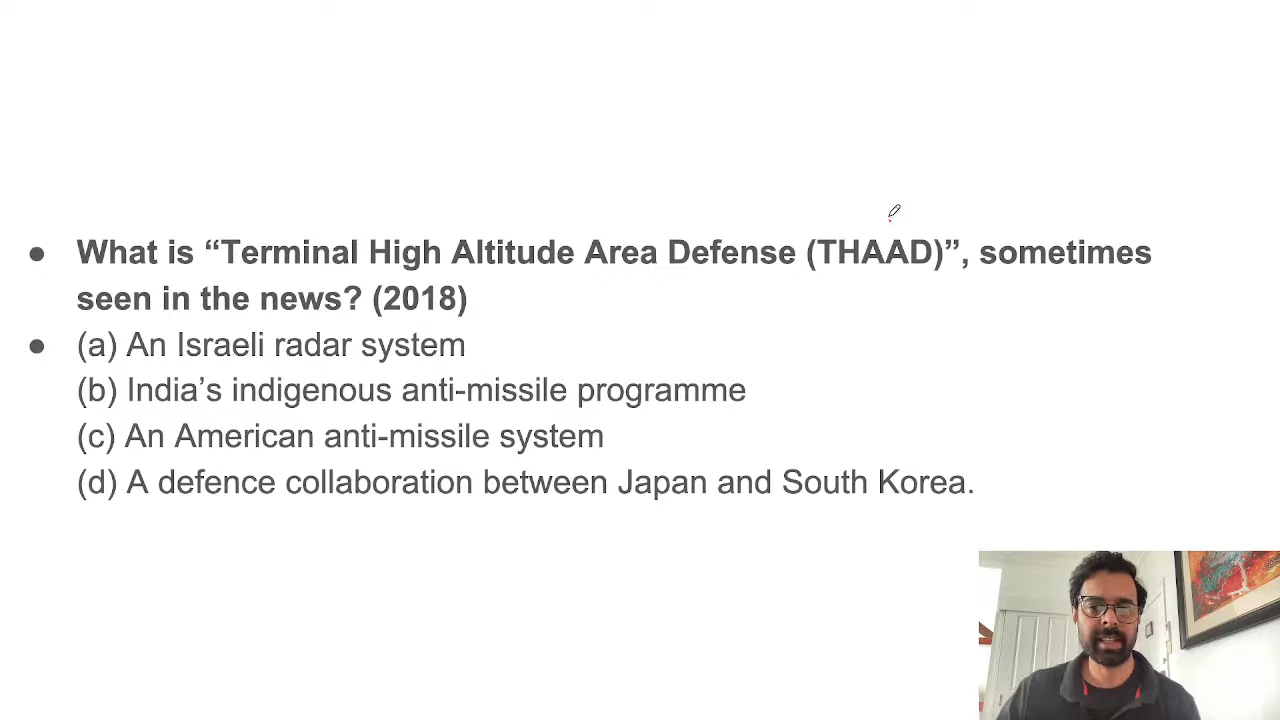 ● What is “Terminal High Altitude Area Defense (THAAD)”, sometimes
seen in the news? (2018)
● (a) An Israeli radar system
(b) India’s indigenous anti-missile programme
(c) An American anti-missile system
(d) A defence collaboration between Japan and South Korea.